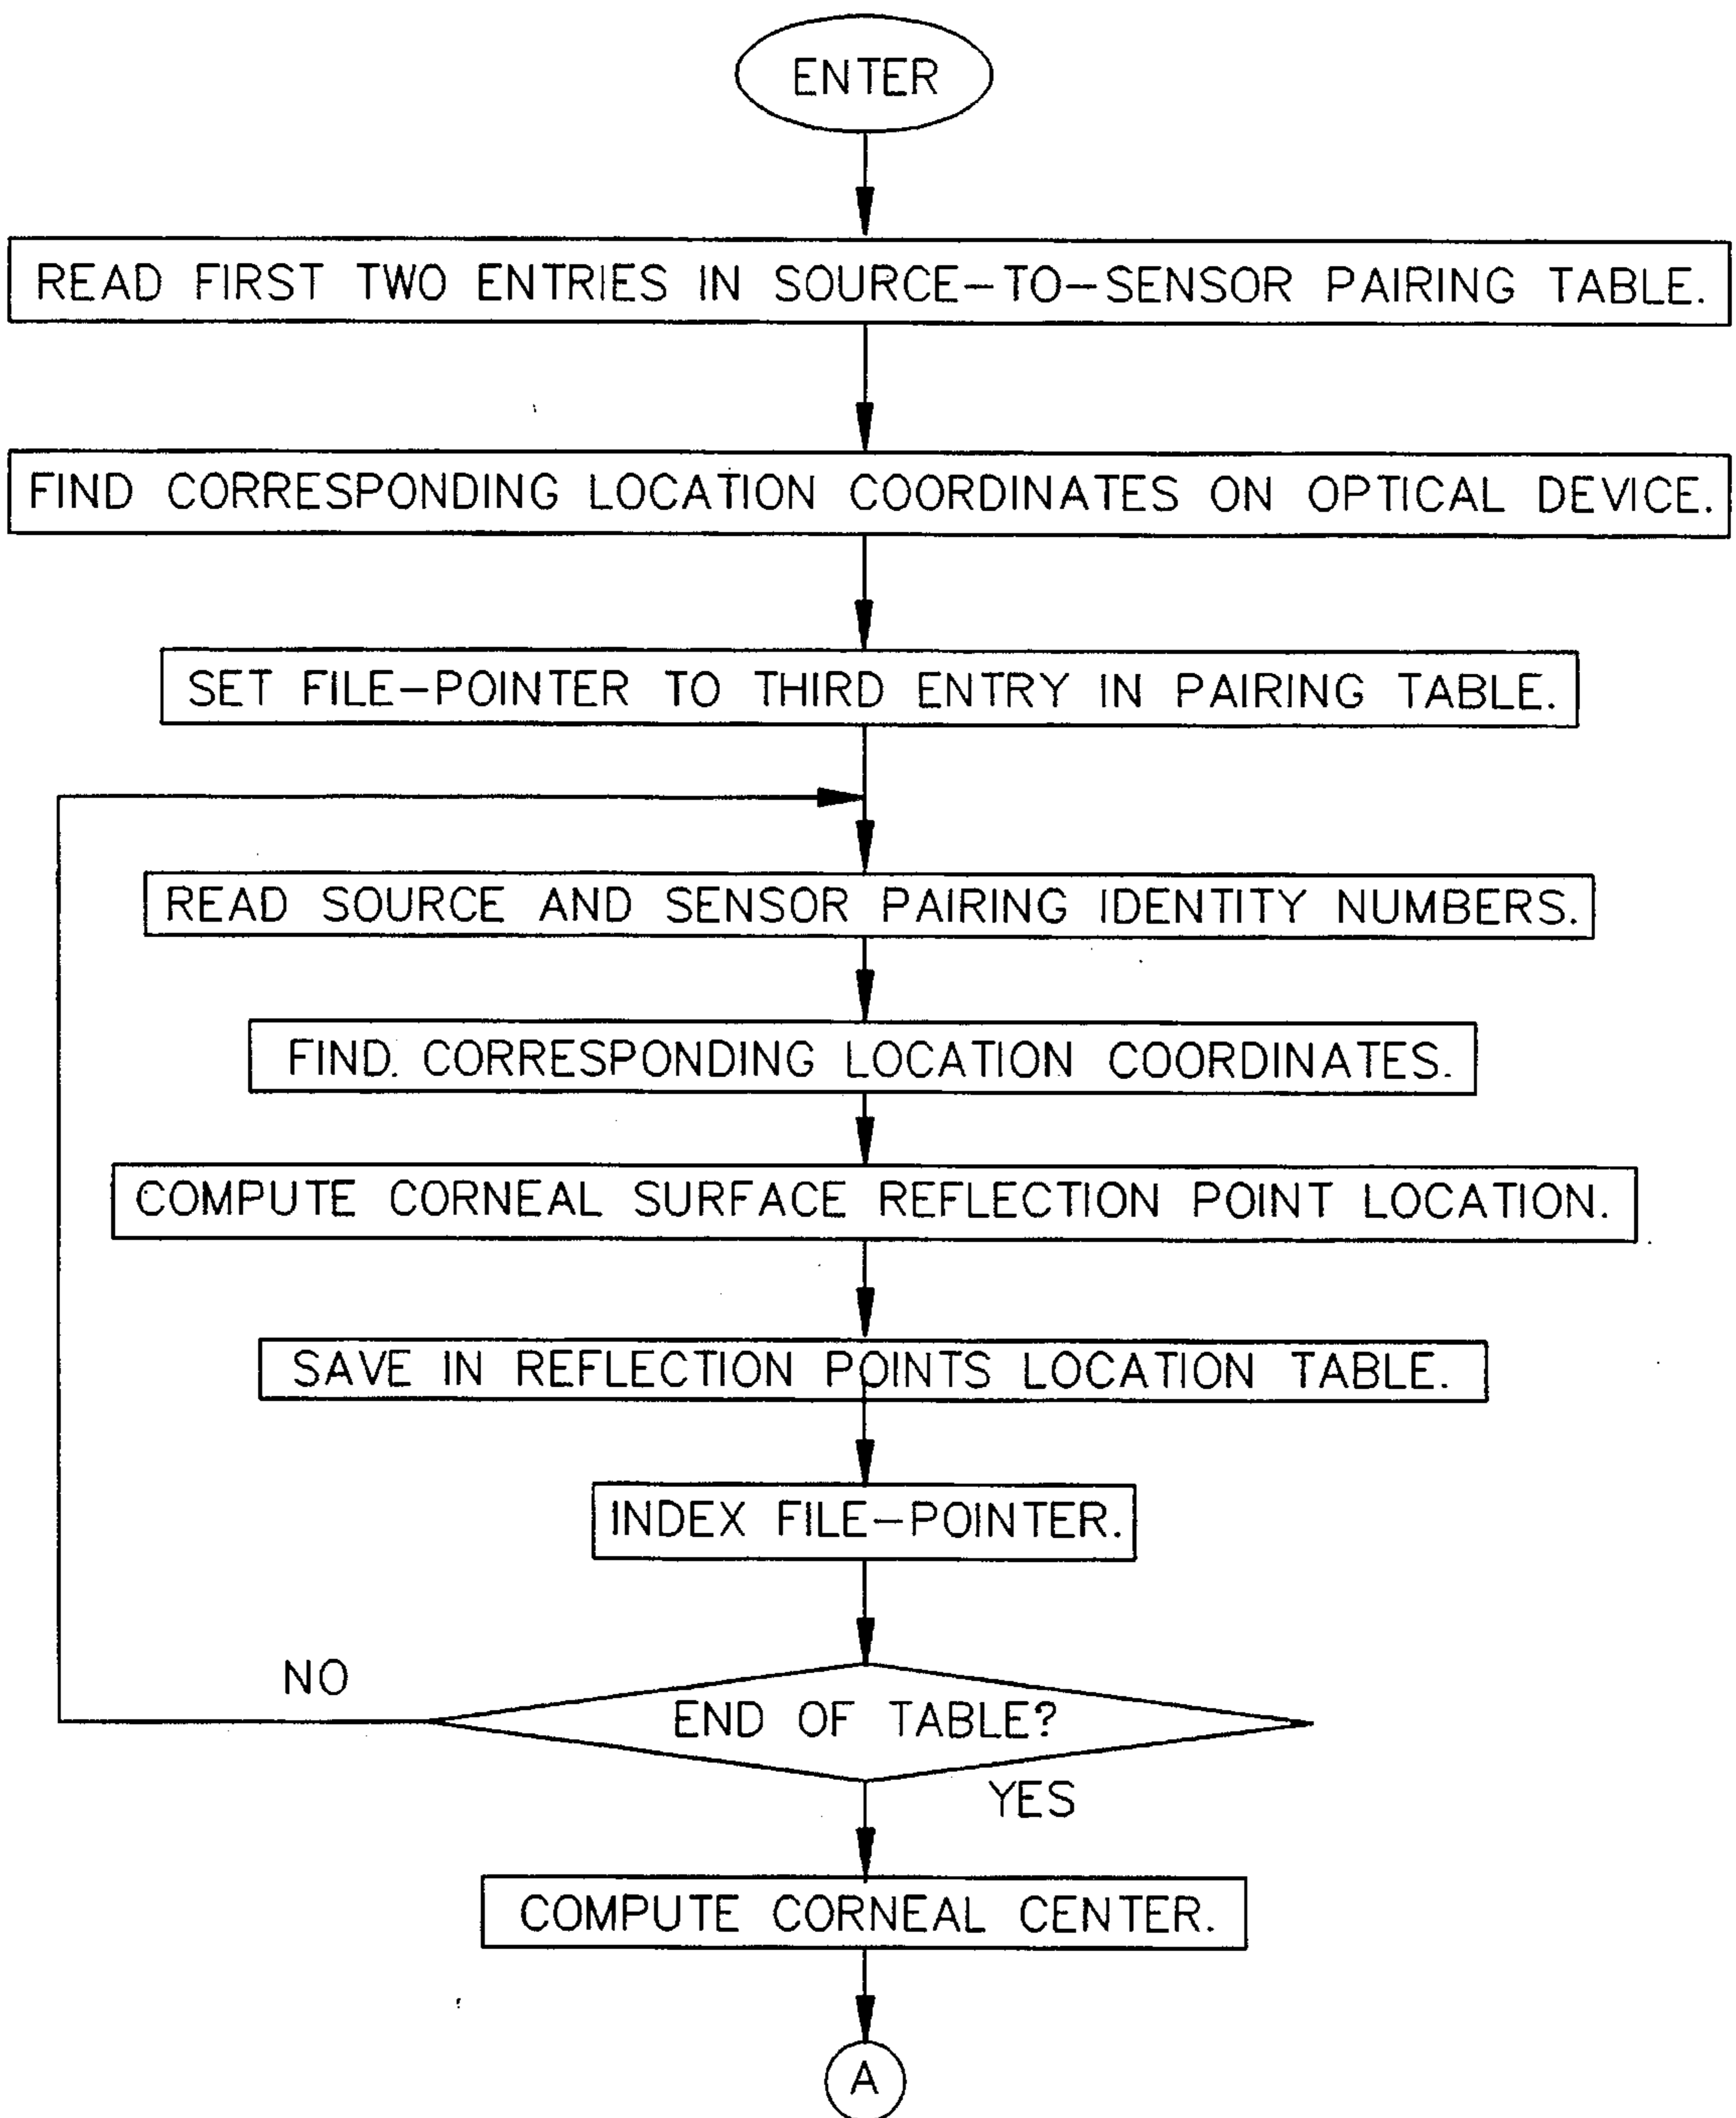 ENTER
READ FIRST TWO ENTRIES IN SOURCE-TO-SENSOR PAIRING TABLE.
FIND CORRESPONDING LOCATION COORDINATES ON OPTICAL DEVICE.
SET FILE-POINTER TO THIRD ENTRY IN PAIRING TABLE.
READ SOURCE AND SENSOR PAIRING IDENTITY NUMBERS.
FIND. CORRESPONDING LOCATION COORDINATES.
COMPUTE CORNEAL SURFACE REFLECTION POINT LOCATION.
SAVE IN REFLECTION POINTS LOCATION TABLE.
INDEX FILE-POINTER.
NO
END OF TABLE?
YES
COMPUTE CORNEAL CENTER.
A